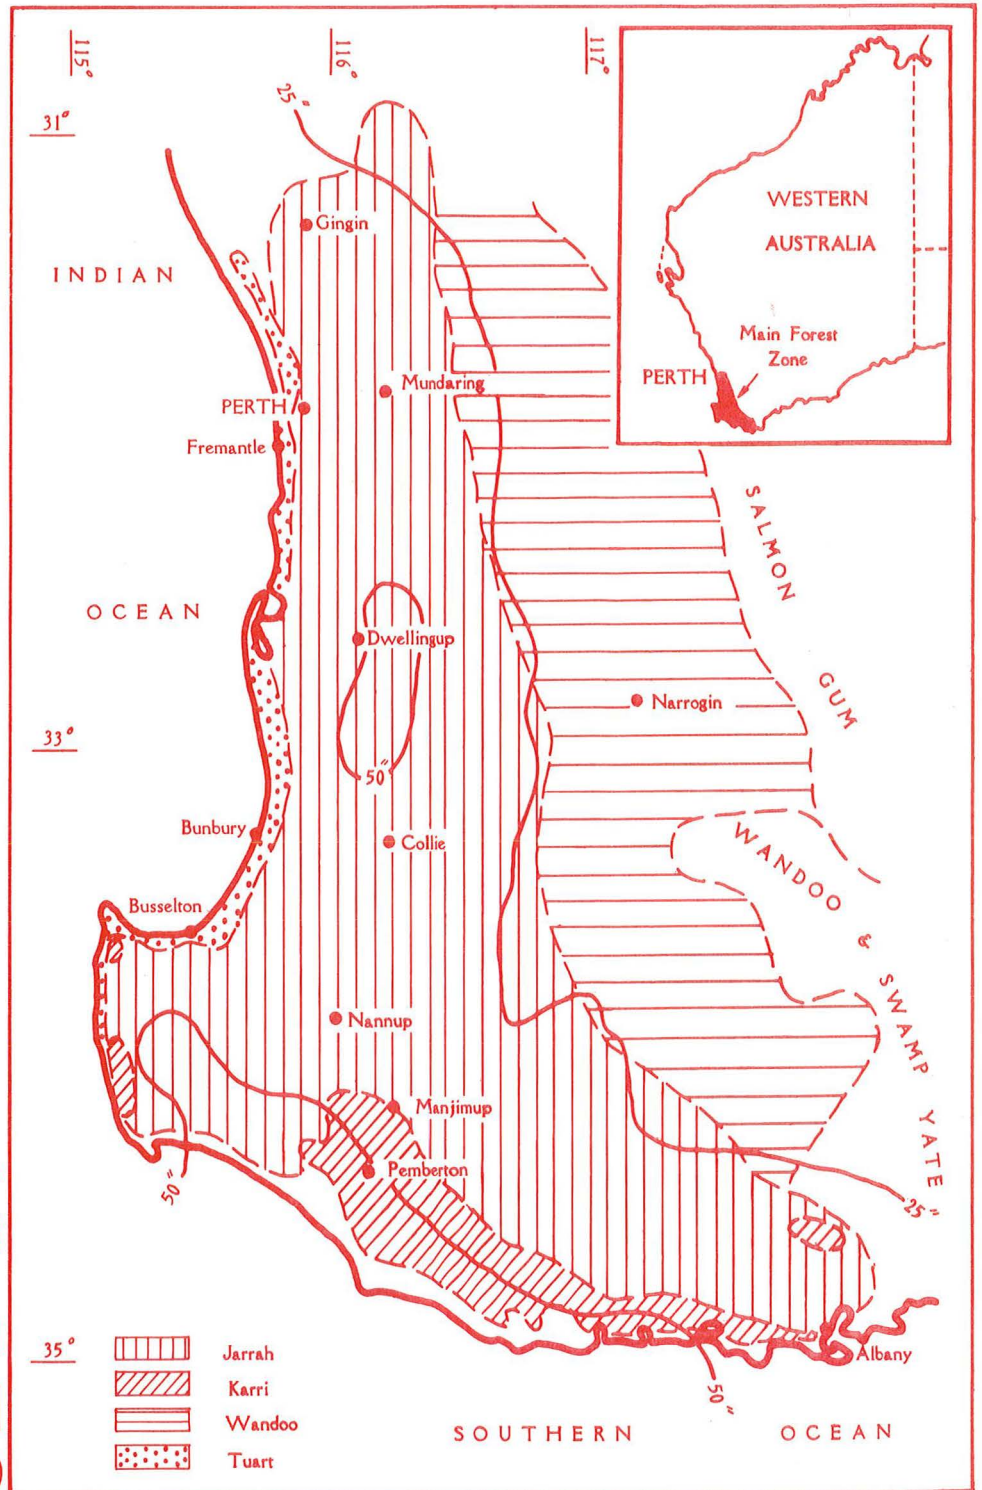 115°
116°
117°
31°
25"
Gingin
INDIAN
WESTERN
AUSTRALIA
Main Forest
Zone
PERTH
Mundaring
PERTH
Fremantle
SALMON GUM
OCEAN
Dwellingup
Narrogin
33°
50"
Bunbury
Collie
WANDOO & SWAMP YATE
Busselton
Nannup
Manjimup
Pemberton
50"
25"
35°
Albany
50"
Jarrah
Karri
Wandoo
Tuart
SOUTHERN OCEAN